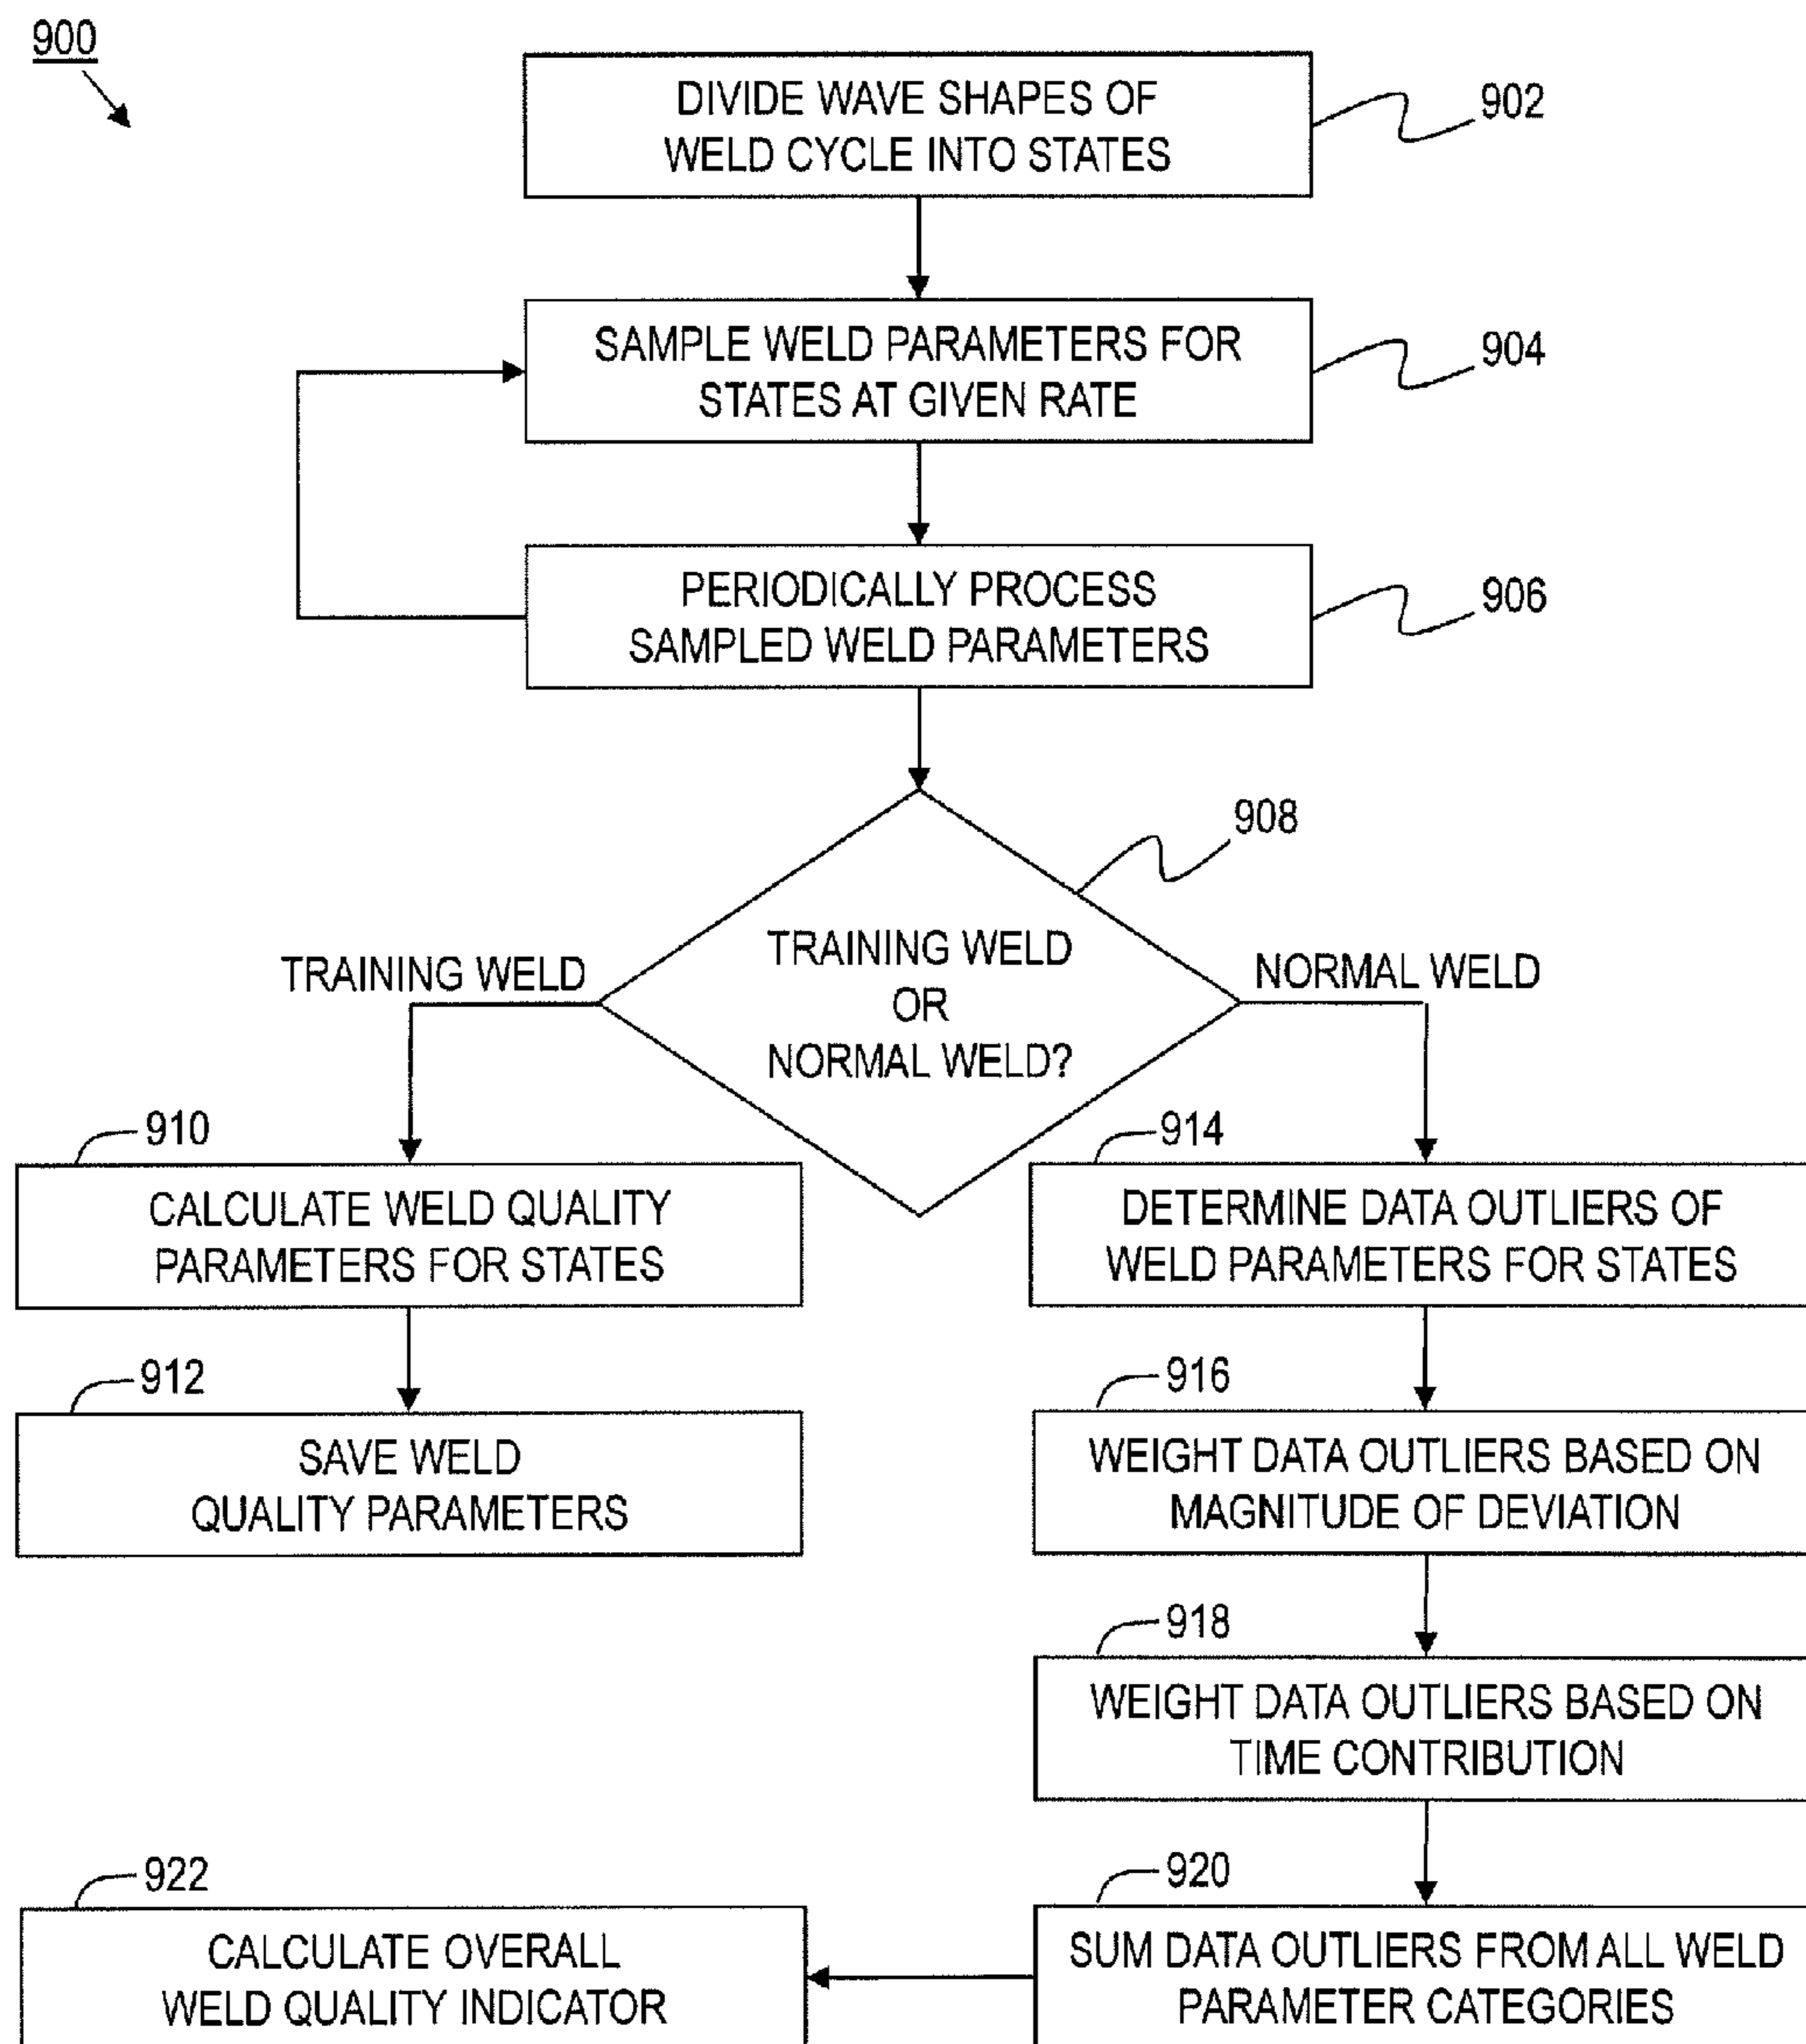 900
DIVIDE WAVE SHAPES OF
WELD CYCLE INTO STATES
902
SAMPLE WELD PARAMETERS FOR
STATES AT GIVEN RATE
904
PERIODICALLY PROCESS
SAMPLED WELD PARAMETERS
906
908
TRAINING WELD
OR
NORMAL WELD?
TRAINING WELD
NORMAL WELD
910
CALCULATE WELD QUALITY
PARAMETERS FOR STATES
912
SAVE WELD
QUALITY PARAMETERS
914
DETERMINE DATA OUTLIERS OF
WELD PARAMETERS FOR STATES
916
WEIGHT DATA OUTLIERS BASED ON
MAGNITUDE OF DEVIATION
918
WEIGHT DATA OUTLIERS BASED ON
TIME CONTRIBUTION
920
SUM DATA OUTLIERS FROM ALL WELD
PARAMETER CATEGORIES
922
CALCULATE OVERALL
WELD QUALITY INDICATOR